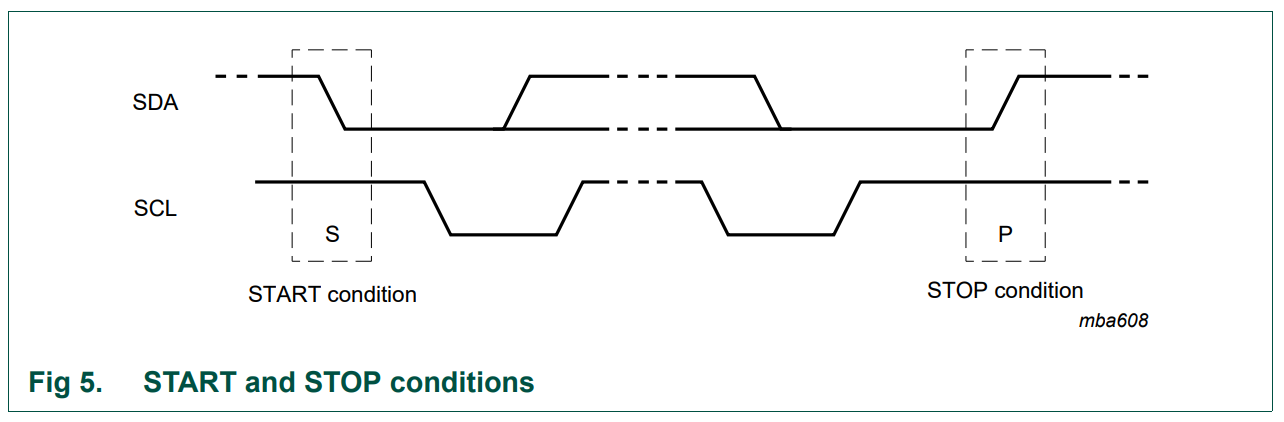 SDA
SCL
S
P
START condition
STOP condition
mba608
Fig 5. START and STOP conditions